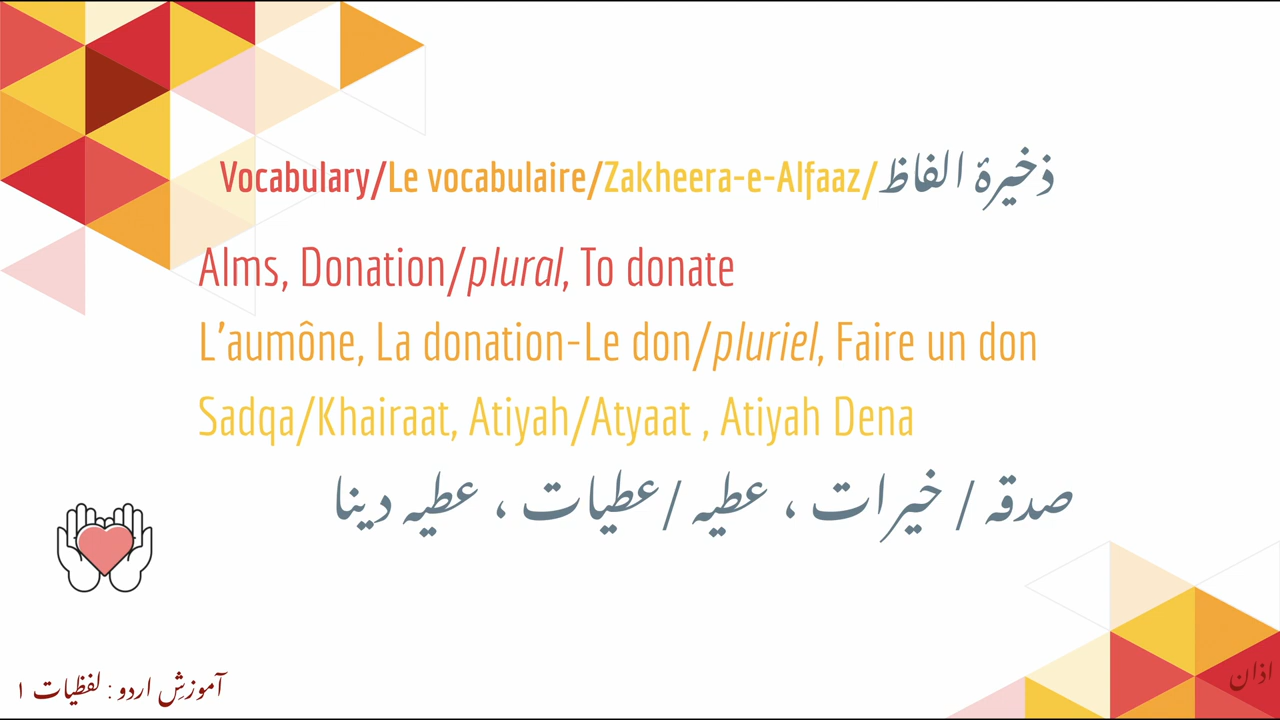 Vocabulary/Le vocabulaire/Zakheera-e-Alfaaz/ذخیرۂ الفاظ
Alms, Donation/plural, To donate
L'aumône, La donation-Le don/pluriel, Faire un don
Sadqa/Khairaat, Atiyah/Atyaat , Atiyah Dena
صدقہ / خیرات ، عطیہ /عطیات ، عطیہ دینا
آموزشِ اردو : لفظیات ۱
اذان